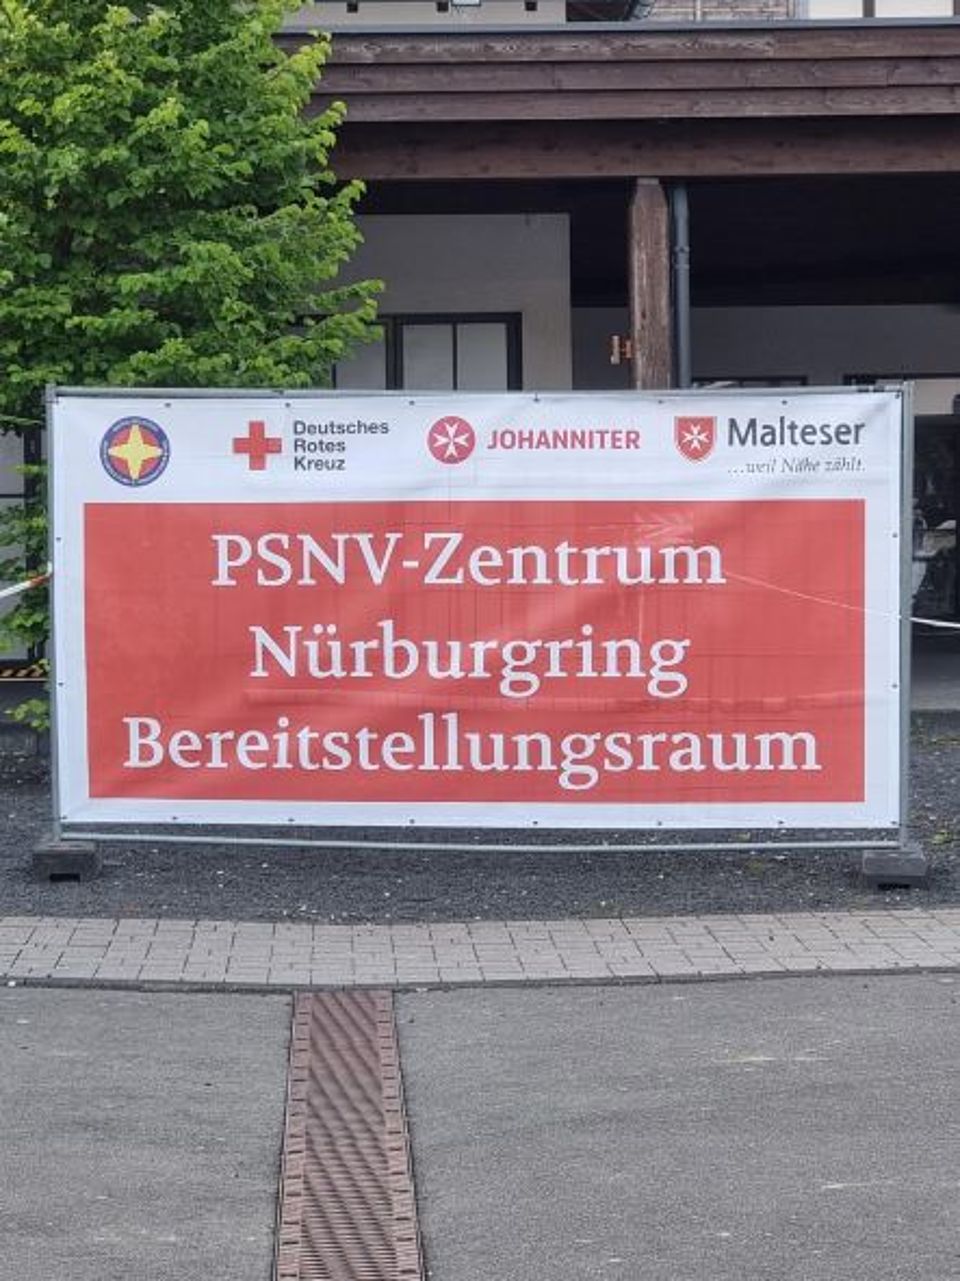 Deutsches
Rotes
Kreuz
JOHANNITER
Malteser
...weil Nähe zählt.
PSNV-Zentrum
Nürburgring
Bereitstellungsraum